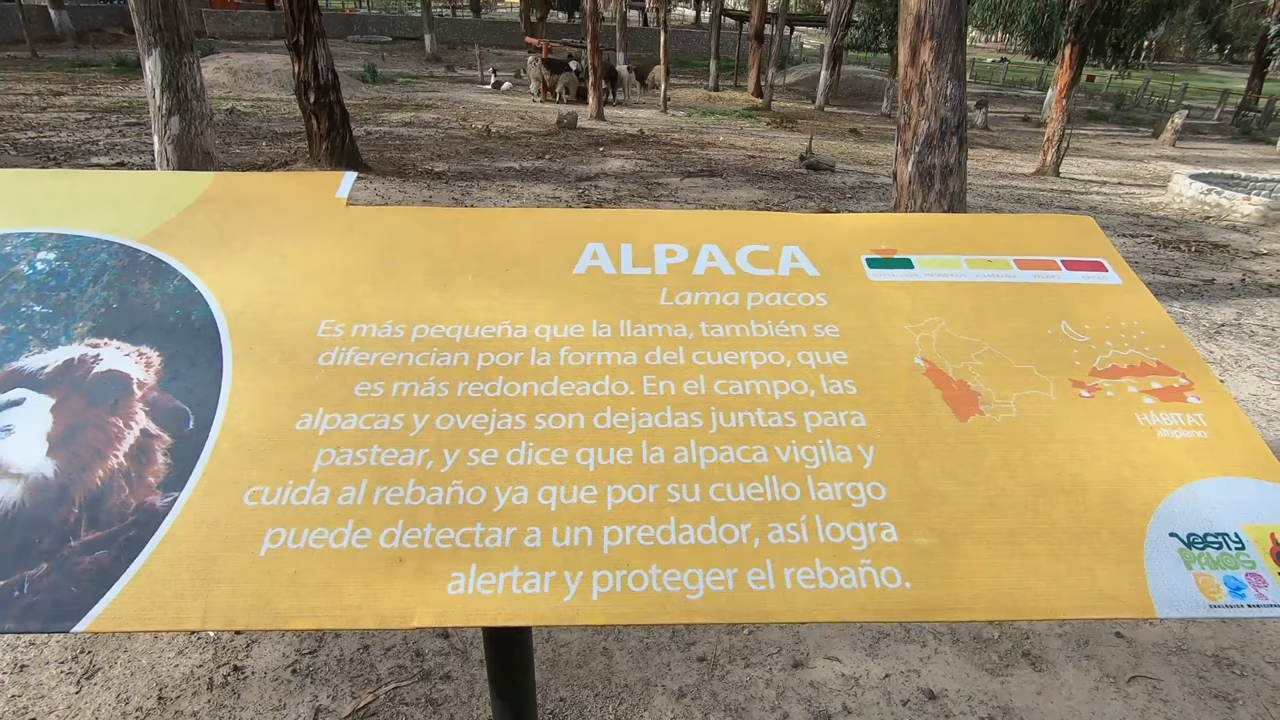 ALPACA
Lama pacos
Es más pequeña que la llama, también se
diferencian por la forma del cuerpo, que
es más redondeado. En el campo, las
alpacas y ovejas son dejadas juntas para
pastear, y se dice que la alpaca vigila y
cuida al rebaño ya que por su cuello largo
puede detectar a un predador, así logra
alertar y proteger el rebaño.
HÁBITAT
altiplano
VESTY
PAKOS